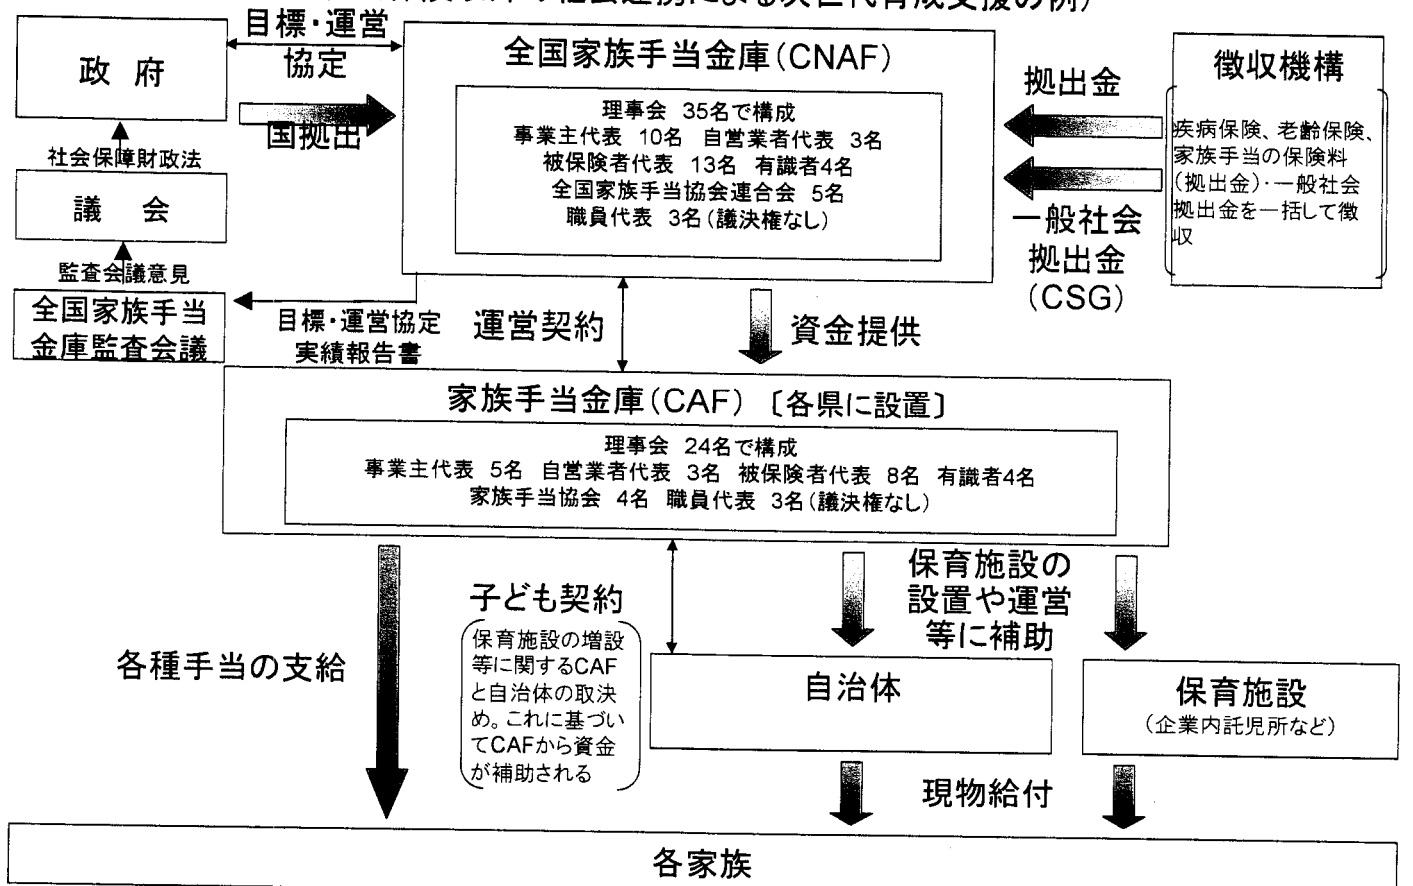 社会連携による次世代育成支援の例)
目標・運営
協定
政 府
国拠出
社会保障財政法
議 会
監査会議意見
全国家族手当
金庫監査会議
全国家族手当金庫(CNAF)
理事会 35名で構成
事業主代表 10名 自営業者代表 3名
被保険者代表 13名 有識者4名
全国家族手当協会連合会 5名
職員代表 3名(議決権なし)
拠出金
一般社会
拠出金
(CSG)
徴収機構
疾病保険、老齢保険、
家族手当の保険料
(拠出金)・一般社会
拠出金を一括して徴
収
目標・運営協定
実績報告書
運営契約
資金提供
家族手当金庫(CAF) 〔各県に設置〕
理事会 24名で構成
事業主代表 5名 自営業者代表 3名 被保険者代表 8名 有識者4名
家族手当協会 4名 職員代表 3名(議決権なし)
各種手当の支給
子ども契約
保育施設の増設
等に関するCAF
と自治体の取決
め。これに基づい
てCAFから資金
が補助される
保育施設の
設置や運営
等に補助
自治体
保育施設
(企業内託児所など)
現物給付
各家族